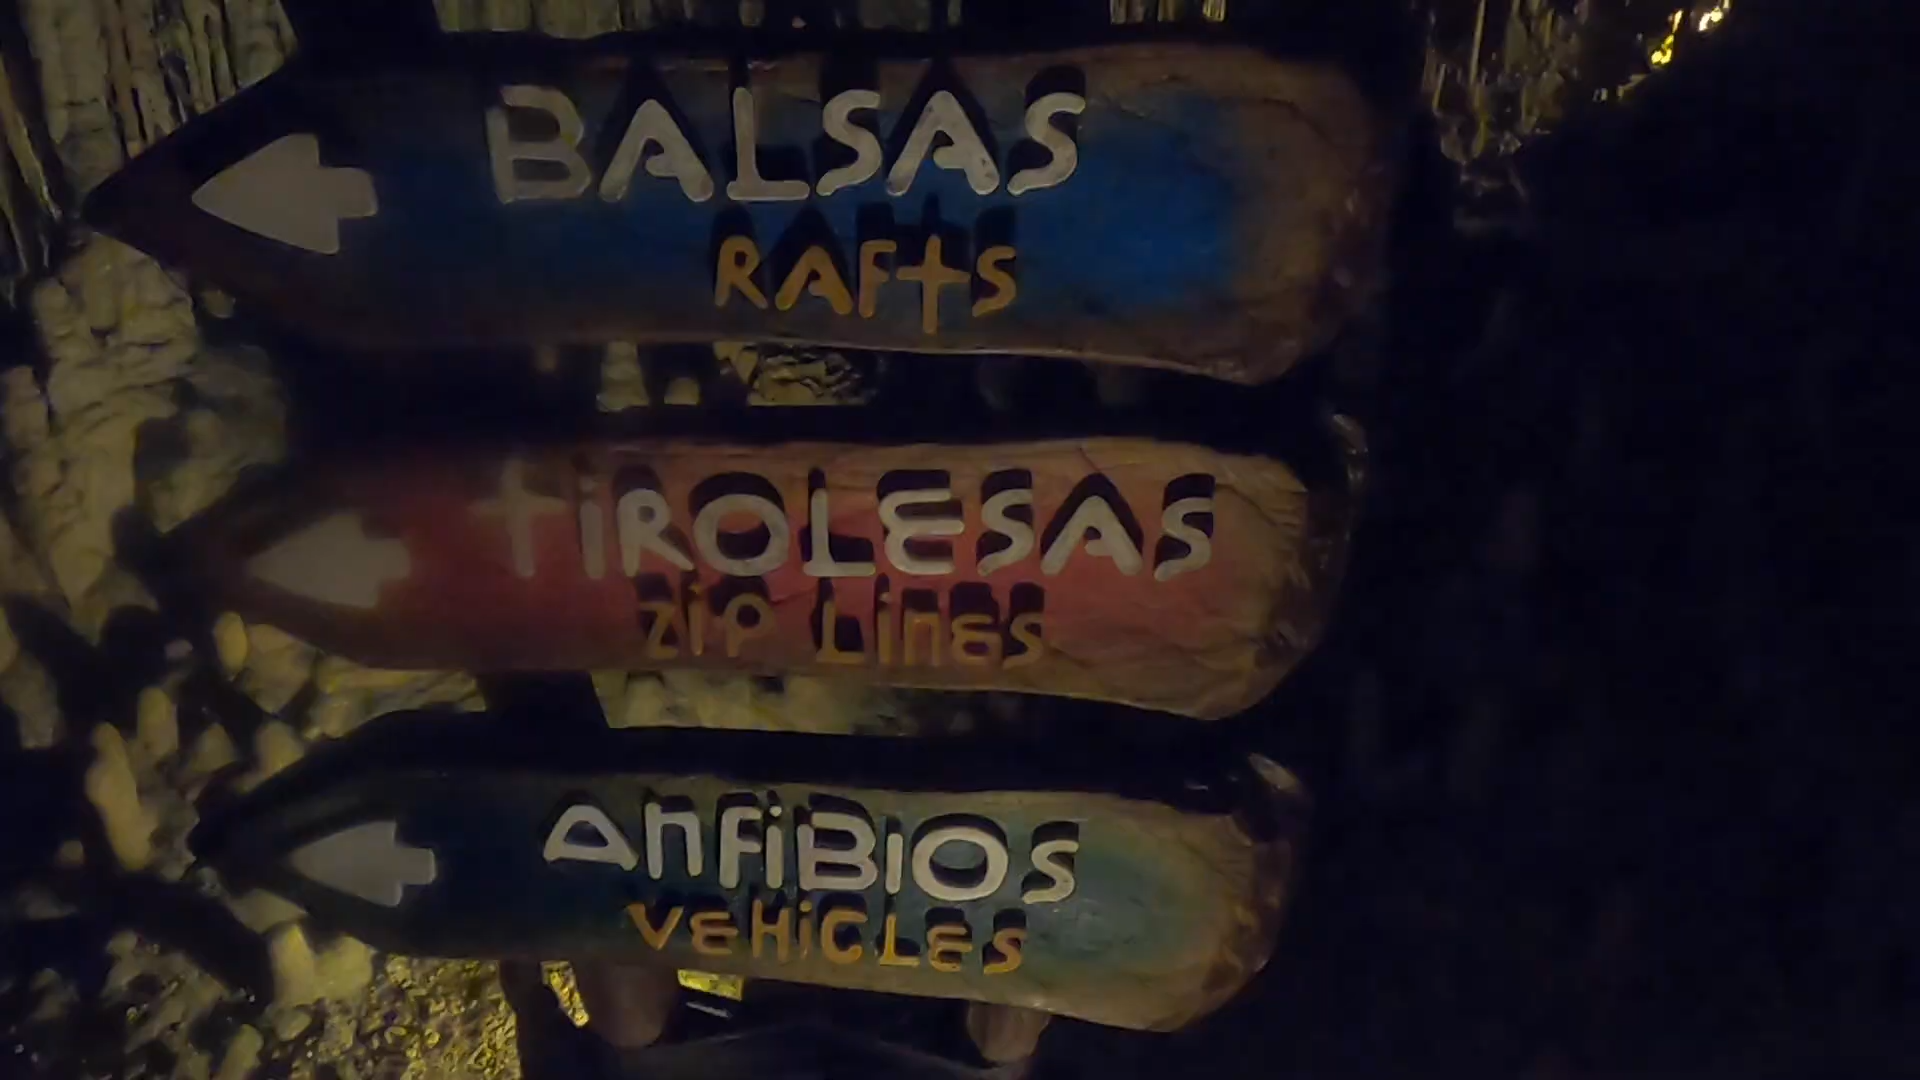 BALSAS
RAFtS
tiROLESAS
ZiP LinES
AnFiBIOS
VEHiCLES